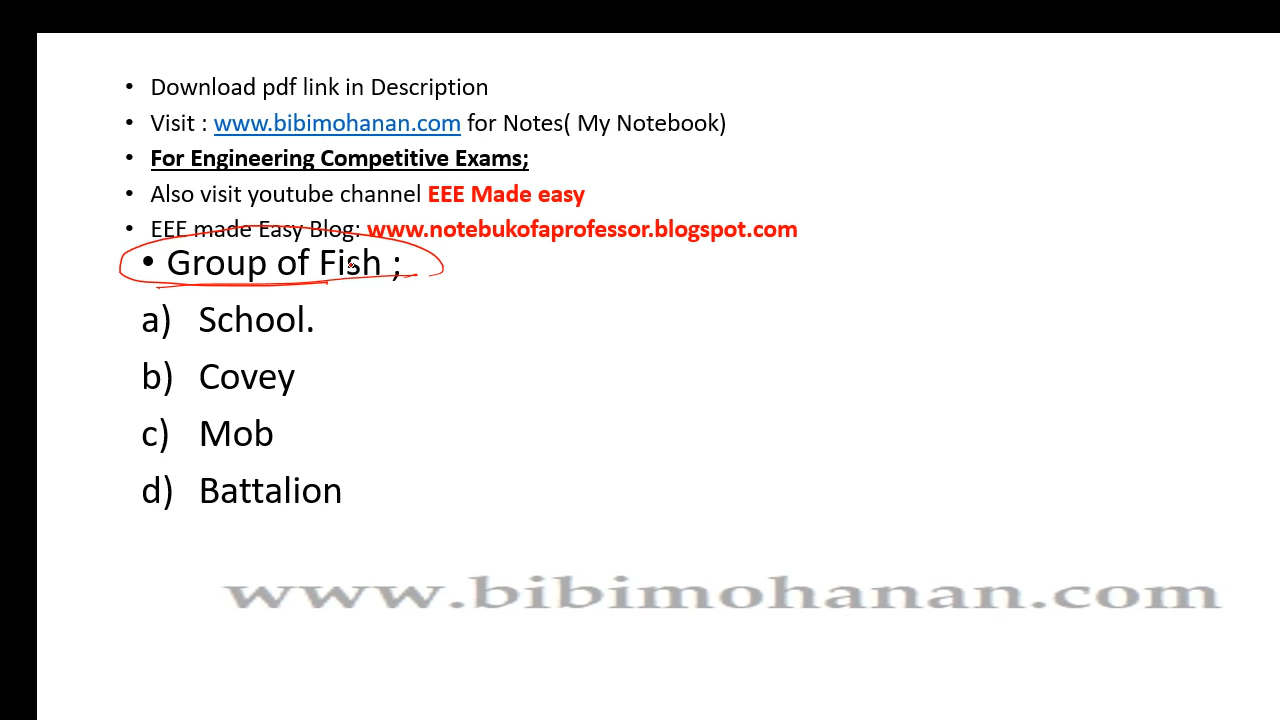 • Download pdf link in Description
• Visit : www.bibimohanan.com for Notes( My Notebook)
• For Engineering Competitive Exams;
• Also visit youtube channel EEE Made easy
• EEE made Easy Blog: www.notebukofaprofessor.blogspot.com
• Group of Fish ;
a) School.
b) Covey
c) Mob
d) Battalion
www.bibimohanan.com